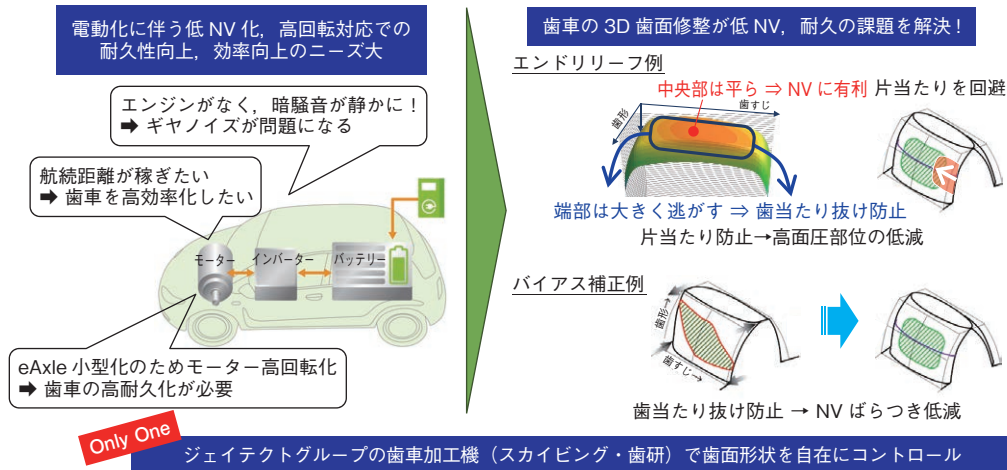 電動化に伴う低 NV 化，高回転対応での
耐久性向上，効率向上のニーズ大
エンジンがなく，暗騒音が静かに！
➡ ギヤノイズが問題になる
航続距離が稼ぎたい
➡ 歯車を高効率化したい
モーター
インバーター
バッテリー
eAxle 小型化のためモーター高回転化
➡ 歯車の高耐久化が必要
歯車の 3D 歯面修整が低 NV，耐久の課題を解決！
エンドリリーフ例
中央部は平ら ⇒ NV に有利
片当たりを回避
歯形
歯すじ
端部は大きく逃がす ⇒ 歯当たり抜け防止
片当たり防止→高面圧部位の低減
バイアス補正例
歯形→
歯すじ→
歯当たり抜け防止 → NV ばらつき低減
Only One
ジェイテクトグループの歯車加工機（スカイビング・歯研）で歯面形状を自在にコントロール